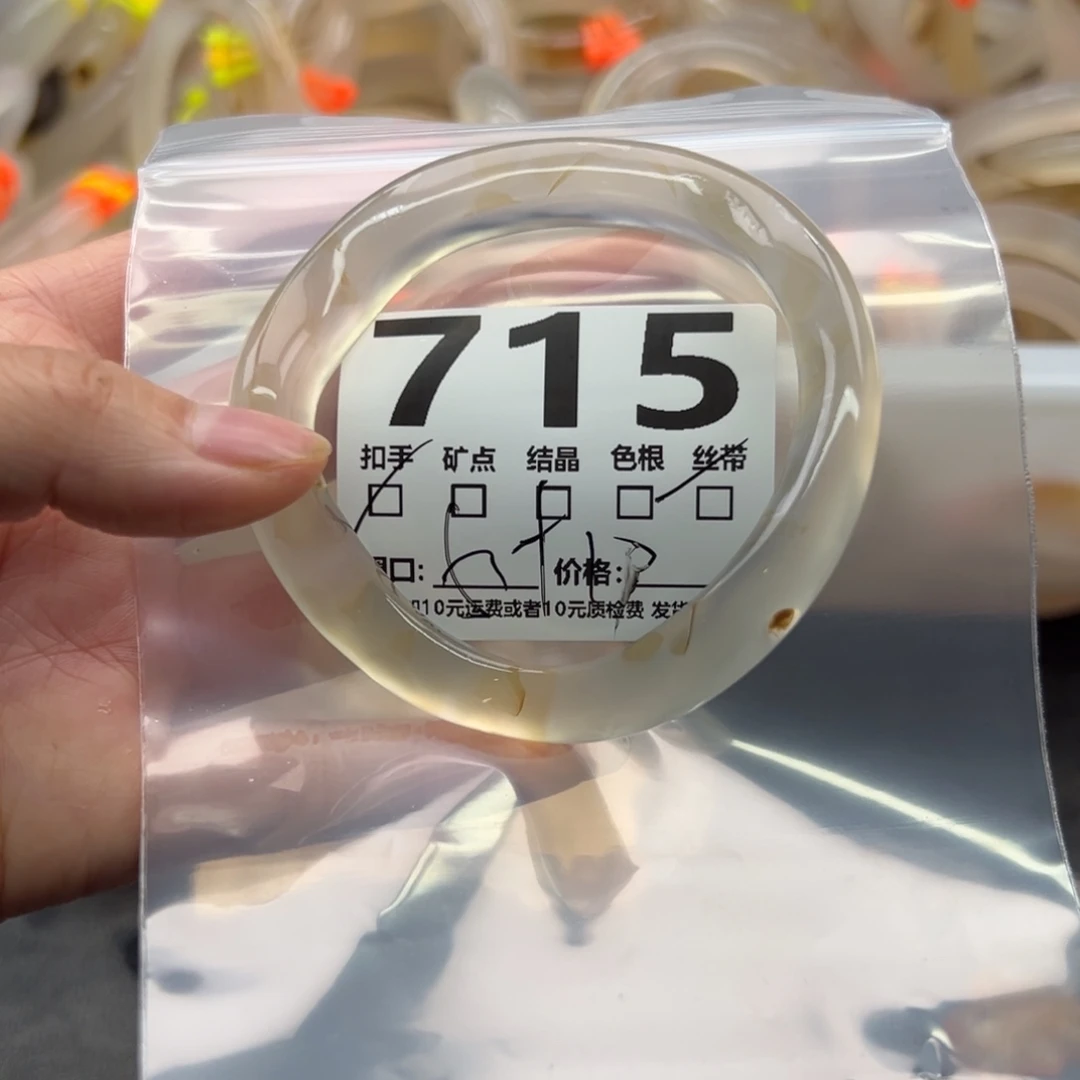 715
扣手 矿点 结晶 色根 丝带
口: 价格:
10元运费或者10元质检费 发